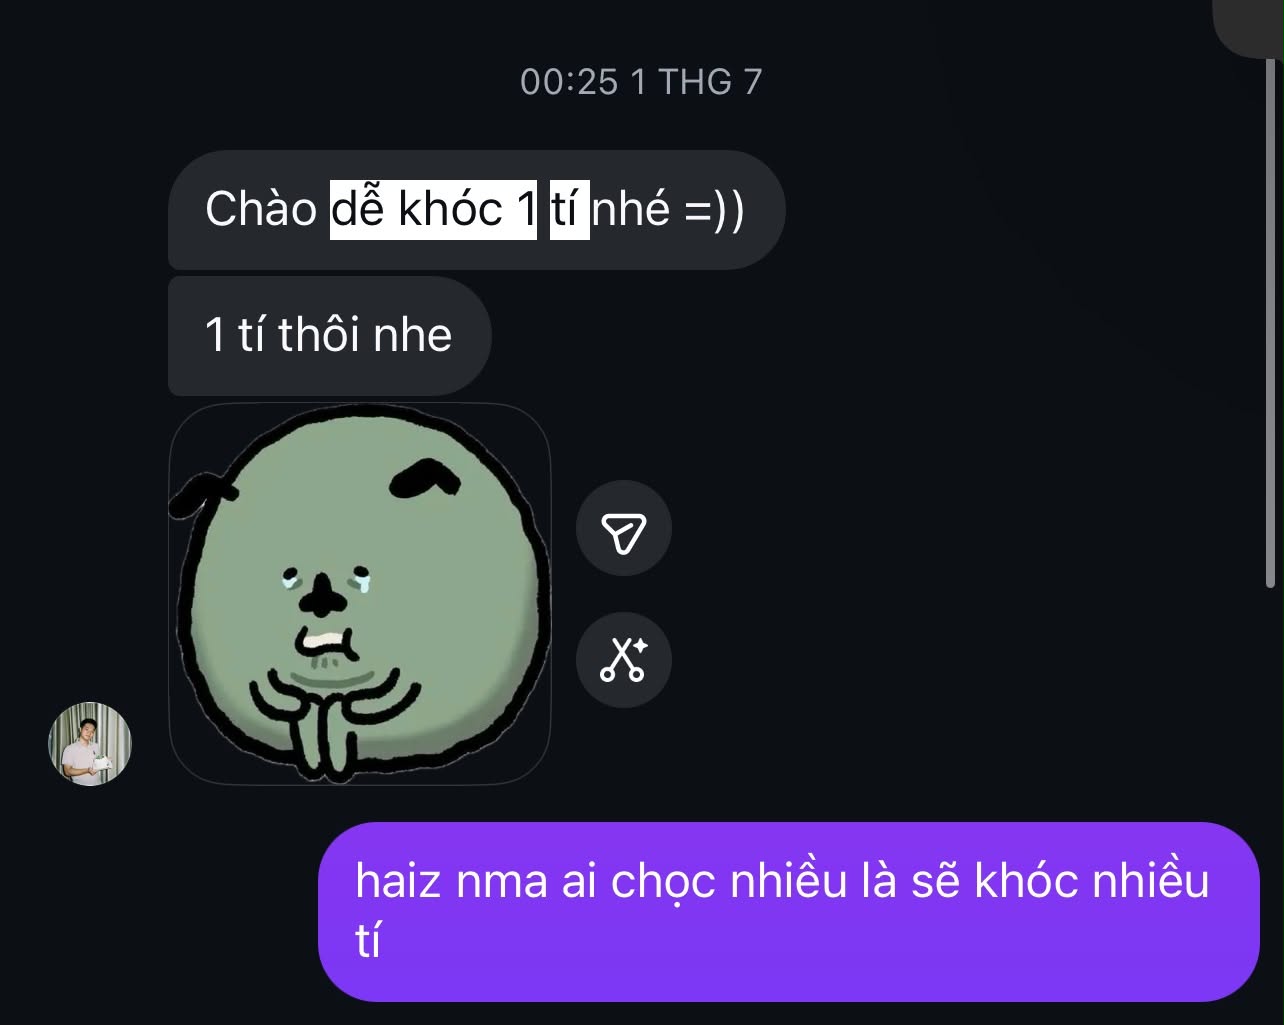 00:25 1 THG 7
Chào dễ khóc 1 tí nhé =))
1 tí thôi nhe
haiz nma ai chọc nhiều là sẽ khóc nhiều
tí